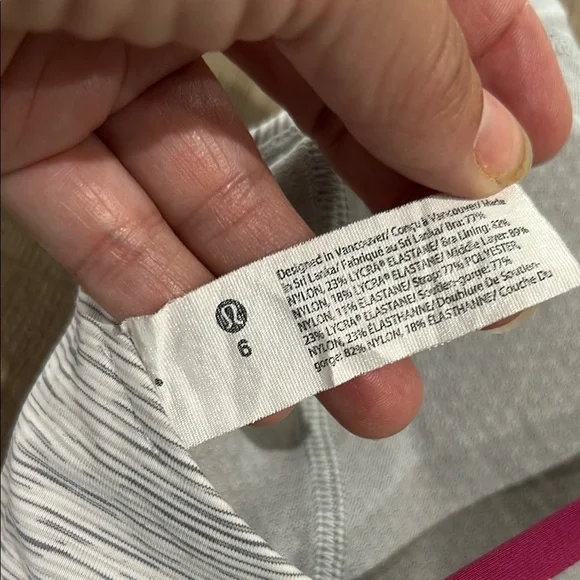 6
Designed in Vancouver/ Conçu à Vancouver/ Made
in Sri Lanka/ Fabriqué au Sri Lanka/ Bra: 77%
NYLON, 23% LYCRA® ELASTANE/ Bra Lining: 82%
NYLON, 18% LYCRA® ELASTANE/ Middle Layer: 89%
NYLON, 11% ELASTANE/ Strap: 77% POLYESTER,
23% LYCRA® ELASTANE/ Soutien-gorge: 77%
NYLON, 23% ÉLASTHANNE/ Doublure De Soutien-
gorge: 82% NYLON, 18% ÉLASTHANNE/ Couche Du